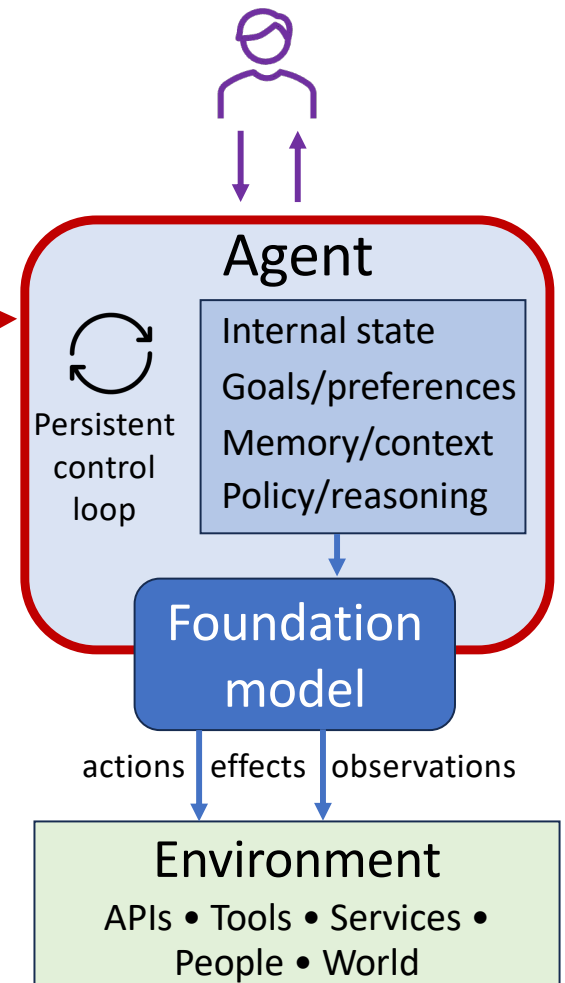 Agent
Internal state
Goals/preferences
Memory/context
Policy/reasoning
Persistent
control
loop
Foundation
model
actions effects observations
Environment
APIs • Tools • Services •
People • World